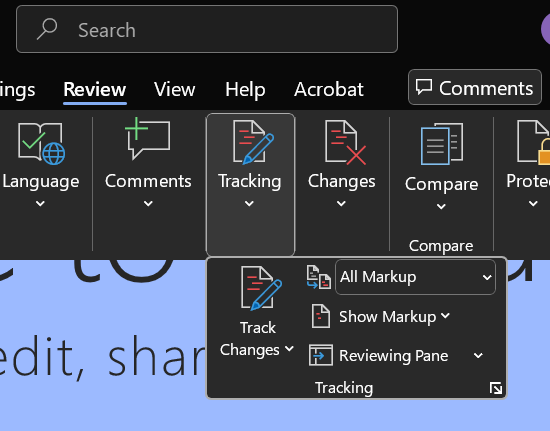 Search
ings Review View Help Acrobat Comments
Language Comments Tracking Changes Compare Prote
Compare
edit, shar
Track Changes
All Markup
Show Markup
Reviewing Pane
Tracking